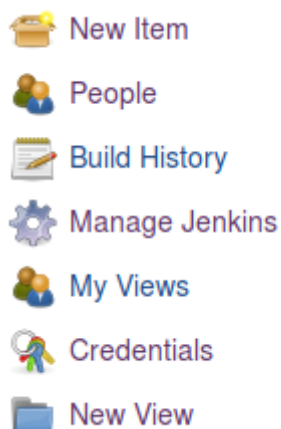 New Item
People
Build History
Manage Jenkins
My Views
Credentials
New View